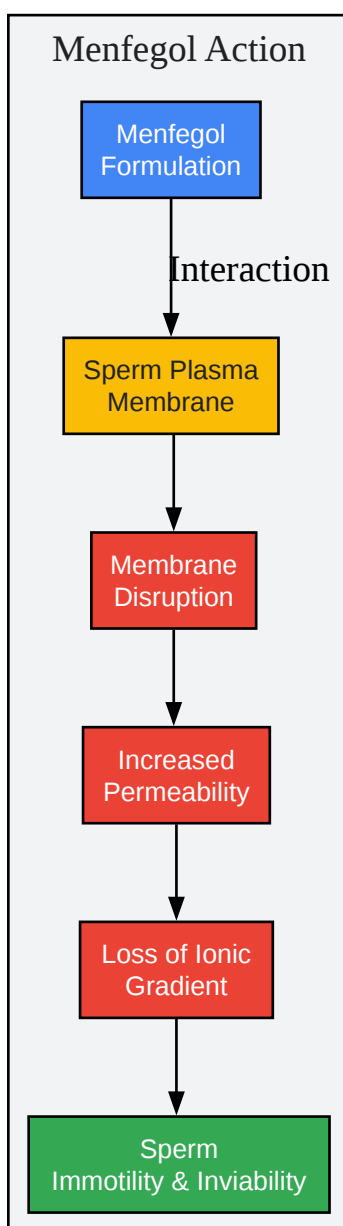 Menfegol Action
Menfegol
Formulation
Interaction
Sperm Plasma
Membrane
Membrane
Disruption
Increased
Permeability
Loss of Ionic
Gradient
Sperm
Immotility & Inviability